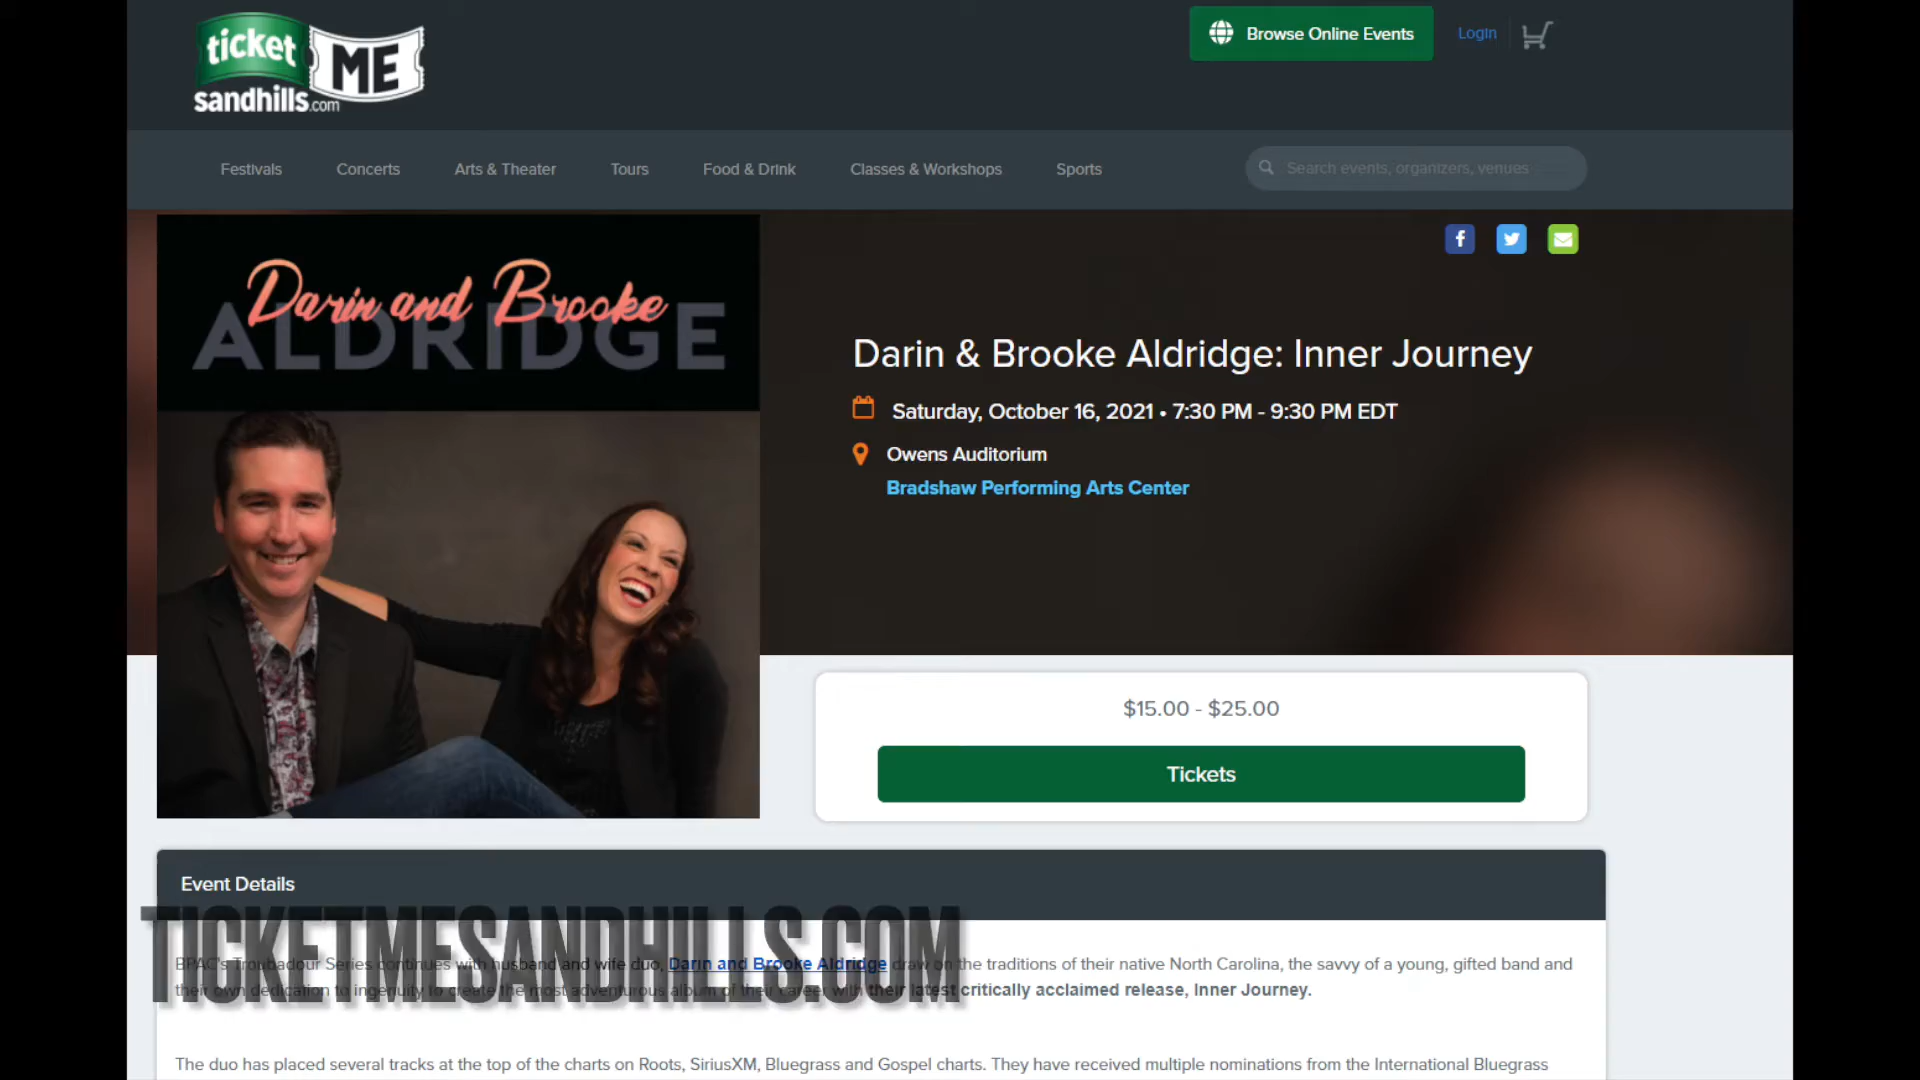 ticket ME
sandhills.com
Browse Online Events
Login
Festivals
Concerts
Arts & Theater
Tours
Food & Drink
Classes & Workshops
Sports
Search events, organizers, venues
Darin and Brooke
ALDRIDGE
Darin & Brooke Aldridge: Inner Journey
Saturday, October 16, 2021 • 7:30 PM - 9:30 PM EDT
Owens Auditorium
Bradshaw Performing Arts Center
$15.00 - $25.00
Tickets
Event Details
TICKETMESANDHILLS.COM
BPAC's Troubadour Series continues with husband and wife duo, Darin and Brooke Aldridge draw on the traditions of their native North Carolina, the savvy of a young, gifted band and
their own dedication to ingenuity to create the most adventurous album of their career with their latest critically acclaimed release, Inner Journey.
The duo has placed several tracks at the top of the charts on Roots, SiriusXM, Bluegrass and Gospel charts. They have received multiple nominations from the International Bluegrass